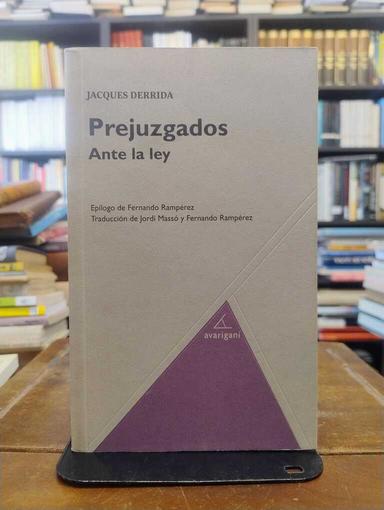 JACQUES DERRIDA
Prejuzgados
Ante la ley
Epílogo de Fernando Rampérez
Traducción de Jordi Massó y Fernando Rampérez
avarigani